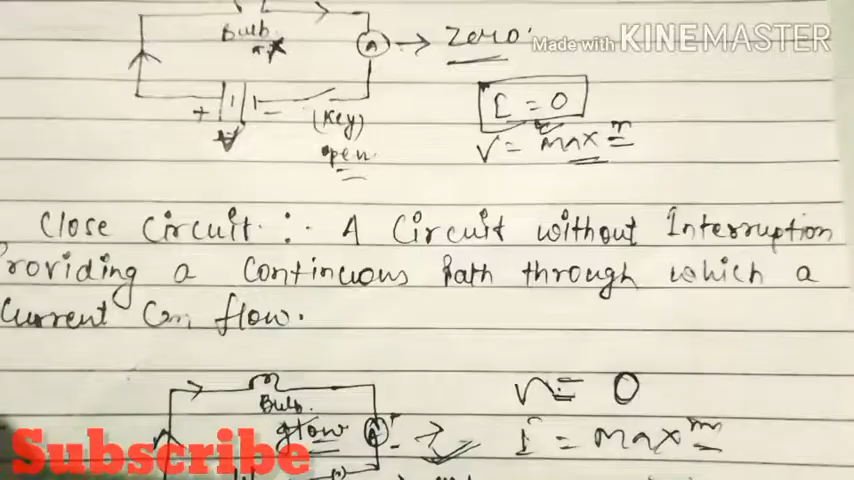 Bulb
A → Zero
Made with KINEMASTER
I = 0
+ -
(Key)
V = Max m
open
Close Circuit :- A Circuit without Interruption
Providing a Continuous Path through which a
Current Can flow.
V = 0
Bulb.
glow A
I = Max m
Subscribe